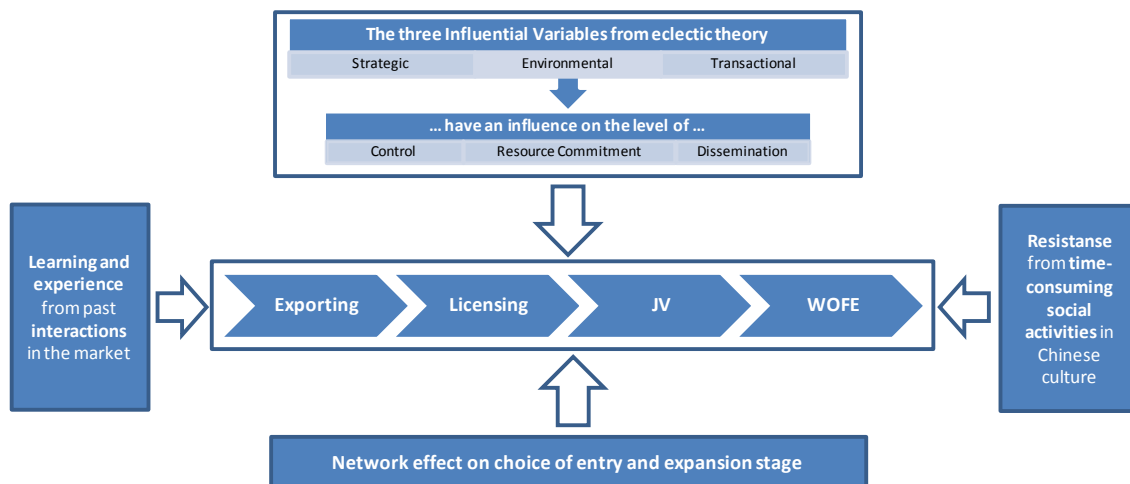 The three Influential Variables from eclectic theory
Strategic Environmental Transactional
... have an influence on the level of ...
Control Resource Commitment Dissemination
Learning and
experience
from past
interactions
in the market
Exporting Licensing JV WOFE
Resistanse
from time-
consuming
social
activities in
Chinese
culture
Network effect on choice of entry and expansion stage